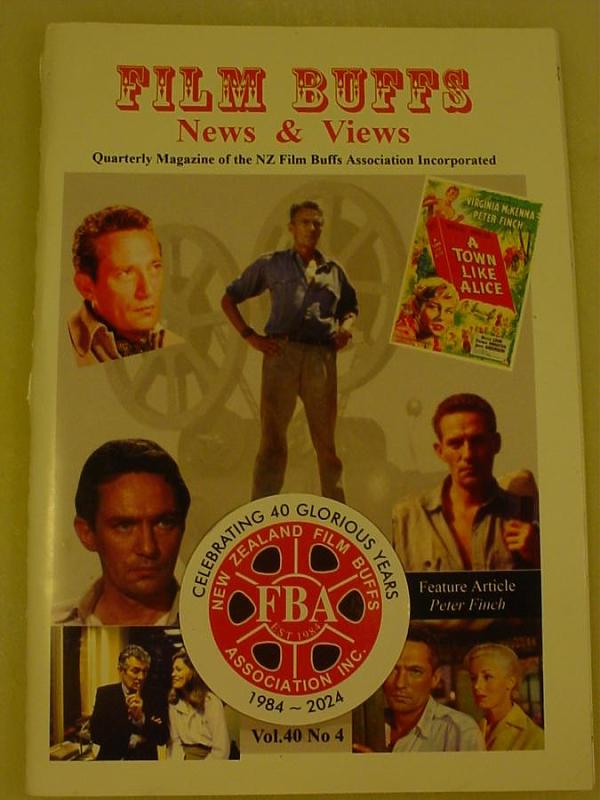 FILM BUFFS
News & Views
Quarterly Magazine of the NZ Film Buffs Association Incorporated
VIRGINIA McKENNA
PETER FINCH
A
TOWN
LIKE
ALICE
CELEBRATING 40 GLORIOUS YEARS
NEW ZEALAND FILM BUFFS
FBA
EST 1984
ASSOCIATION INC.
1984 ~ 2024
Feature Article
Peter Finch
Vol.40 No 4